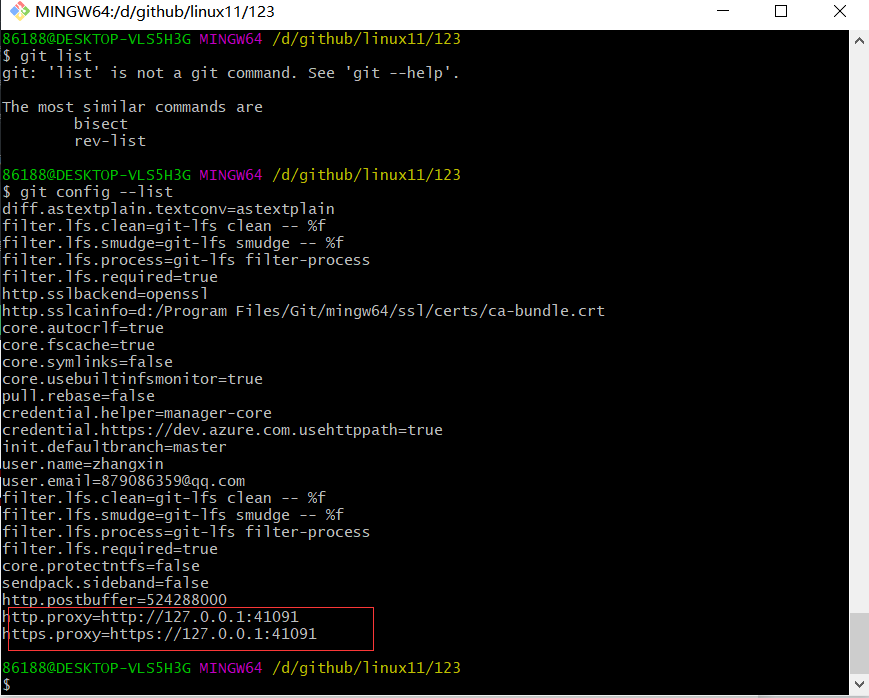 MINGW64:/d/github/linux11/123
86188@DESKTOP-VLS5H3G MINGW64 /d/github/linux11/123
$ git list
git: 'list' is not a git command. See 'git --help'.
The most similar commands are
bisect
rev-list
86188@DESKTOP-VLS5H3G MINGW64 /d/github/linux11/123
$ git config --list
diff.astextplain.textconv=astextplain
filter.lfs.clean=git-lfs clean -- %f
filter.lfs.smudge=git-lfs smudge -- %f
filter.lfs.process=git-lfs filter-process
filter.lfs.required=true
http.sslbackend=openssl
http.sslcainfo=d:/Program Files/Git/mingw64/ssl/certs/ca-bundle.crt
core.autocrlf=true
core.fscache=true
core.symlinks=false
core.usebuiltinfsmonitor=true
pull.rebase=false
credential.helper=manager-core
credential.https://dev.azure.com.usehttppath=true
init.defaultbranch=master
user.name=zhangxin
user.email=879086359@qq.com
filter.lfs.clean=git-lfs clean -- %f
filter.lfs.smudge=git-lfs smudge -- %f
filter.lfs.process=git-lfs filter-process
filter.lfs.required=true
core.protectntfs=false
sendpack.sideband=false
http.postbuffer=524288000
http.proxy=http://127.0.0.1:41091
https.proxy=https://127.0.0.1:41091
86188@DESKTOP-VLS5H3G MINGW64 /d/github/linux11/123
$